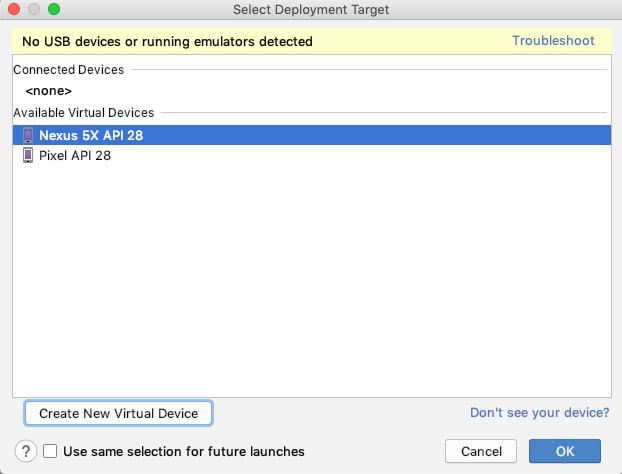 Select Deployment Target
No USB devices or running emulators detected Troubleshoot
Connected Devices
<none>
Available Virtual Devices
Nexus 5X API 28
Pixel API 28
Create New Virtual Device Don't see your device?
? Use same selection for future launches Cancel OK